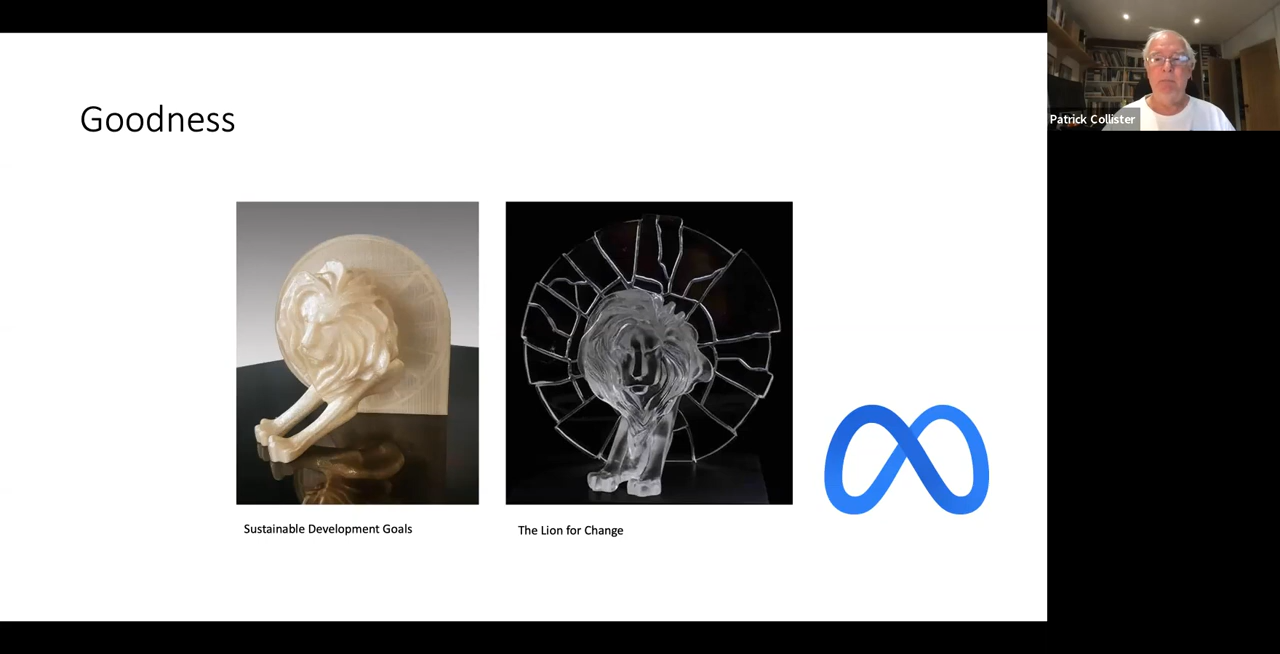 Goodness
Patrick Collister
Sustainable Development Goals
The Lion for Change